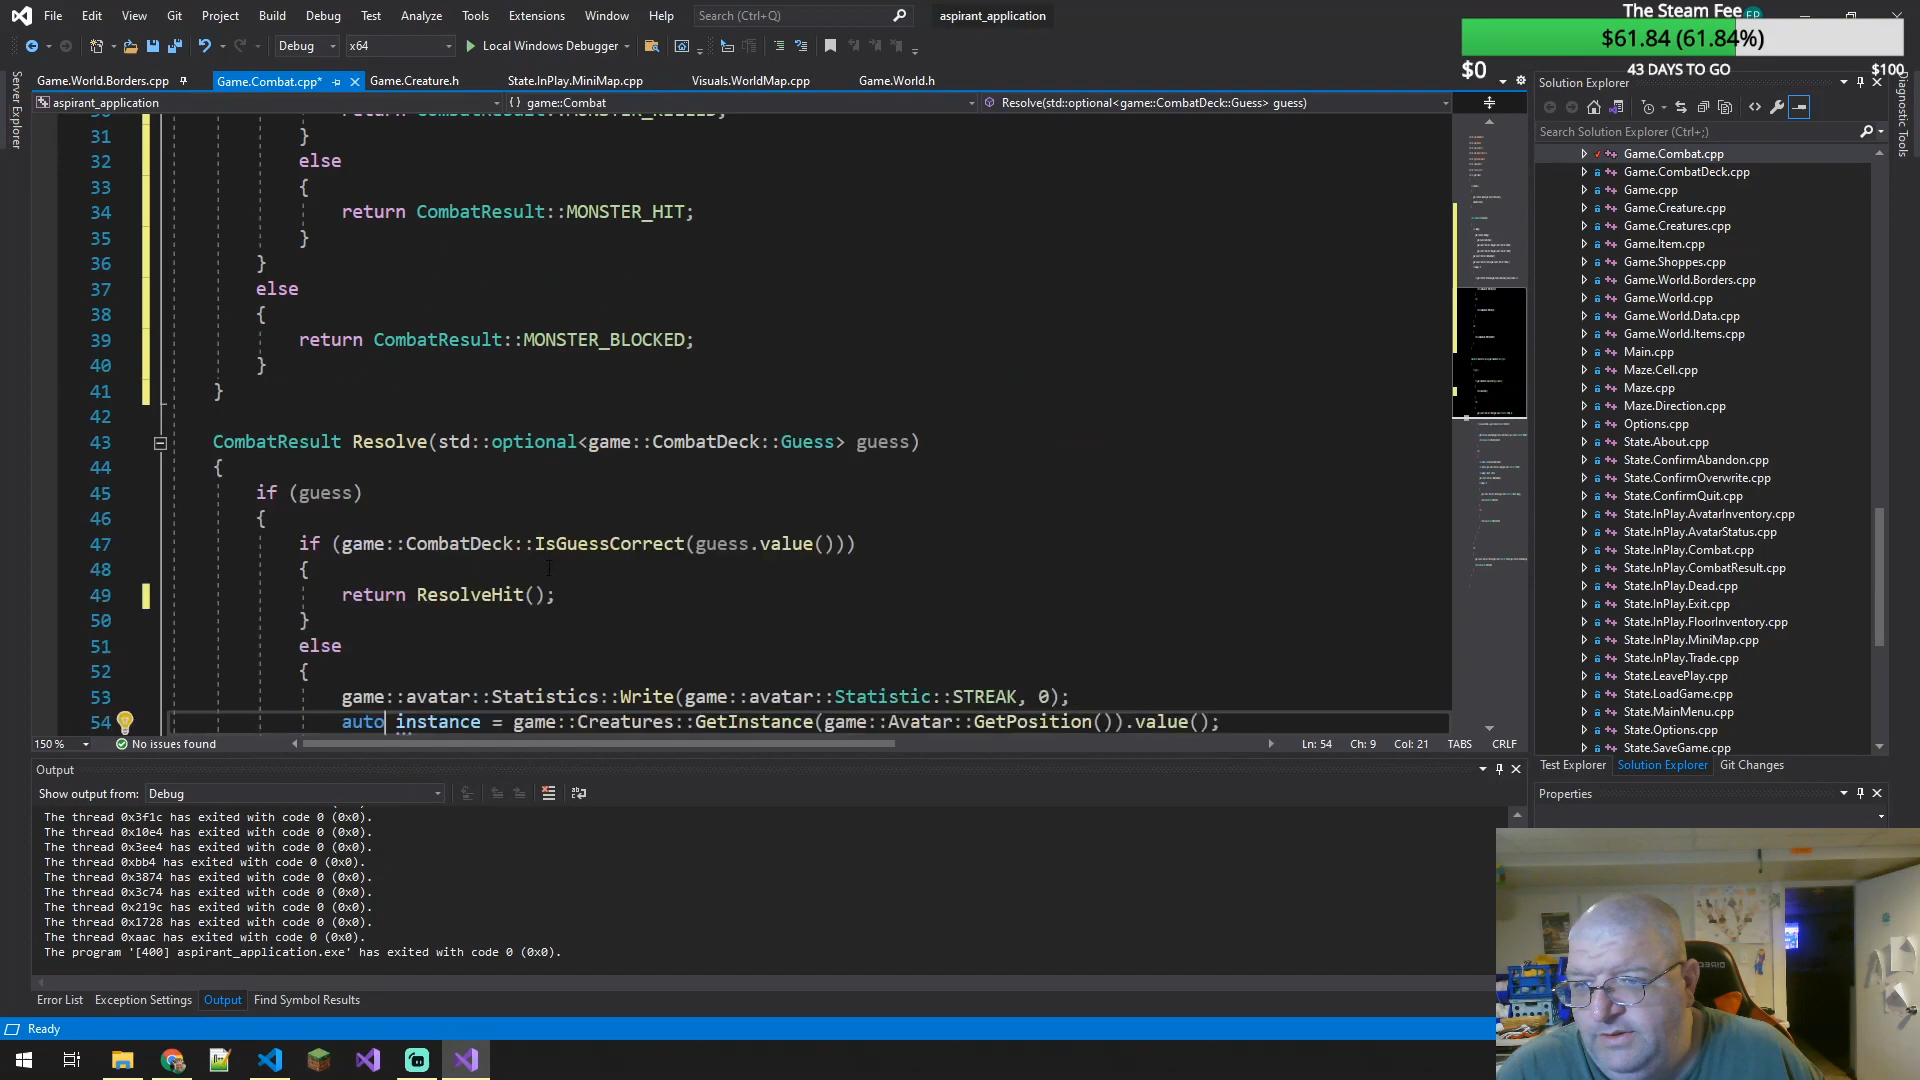 File Edit View Git Project Build Debug Test Analyze Tools Extensions Window Help Search (Ctrl+Q) aspirant_application
The Steam Fee
$61.84 (61.84%)
$0 43 DAYS TO GO $100
Debug x64 Local Windows Debugger
Server Explorer
Game.World.Borders.cpp Game.Combat.cpp* Game.Creature.h State.InPlay.MiniMap.cpp Visuals.WorldMap.cpp Game.World.h
aspirant_application {} game::Combat Resolve(std::optional<game::CombatDeck::Guess> guess)
31 }
32 else
33 {
34 return CombatResult::MONSTER_HIT;
35 }
36 }
37 else
38 {
39 return CombatResult::MONSTER_BLOCKED;
40 }
41 }
42
43 CombatResult Resolve(std::optional<game::CombatDeck::Guess> guess)
44 {
45 if (guess)
46 {
47 if (game::CombatDeck::IsGuessCorrect(guess.value()))
48 {
49 return ResolveHit();
50 }
51 else
52 {
53 game::avatar::Statistics::Write(game::avatar::Statistic::STREAK, 0);
54 auto instance = game::Creatures::GetInstance(game::Avatar::GetPosition()).value();
150 % No issues found Ln: 54 Ch: 9 Col: 21 TABS CRLF
Output
Show output from: Debug
The thread 0x3f1c has exited with code 0 (0x0).
The thread 0x10e4 has exited with code 0 (0x0).
The thread 0x3ee4 has exited with code 0 (0x0).
The thread 0xbb4 has exited with code 0 (0x0).
The thread 0x3874 has exited with code 0 (0x0).
The thread 0x3c74 has exited with code 0 (0x0).
The thread 0x219c has exited with code 0 (0x0).
The thread 0x1728 has exited with code 0 (0x0).
The thread 0xaac has exited with code 0 (0x0).
The program '[400] aspirant_application.exe' has exited with code 0 (0x0).
Error List Exception Settings Output Find Symbol Results
Ready
Solution Explorer
Search Solution Explorer (Ctrl+;)
Game.Combat.cpp
Game.CombatDeck.cpp
Game.cpp
Game.Creature.cpp
Game.Creatures.cpp
Game.Item.cpp
Game.Shoppes.cpp
Game.World.Borders.cpp
Game.World.cpp
Game.World.Data.cpp
Game.World.Items.cpp
Main.cpp
Maze.Cell.cpp
Maze.cpp
Maze.Direction.cpp
Options.cpp
State.About.cpp
State.ConfirmAbandon.cpp
State.ConfirmOverwrite.cpp
State.ConfirmQuit.cpp
State.InPlay.AvatarInventory.cpp
State.InPlay.AvatarStatus.cpp
State.InPlay.Combat.cpp
State.InPlay.CombatResult.cpp
State.InPlay.Dead.cpp
State.InPlay.Exit.cpp
State.InPlay.FloorInventory.cpp
State.InPlay.MiniMap.cpp
State.InPlay.Trade.cpp
State.LeavePlay.cpp
State.LoadGame.cpp
State.MainMenu.cpp
State.Options.cpp
State.SaveGame.cpp
Test Explorer Solution Explorer Git Changes
Properties
Diagnostic Tools